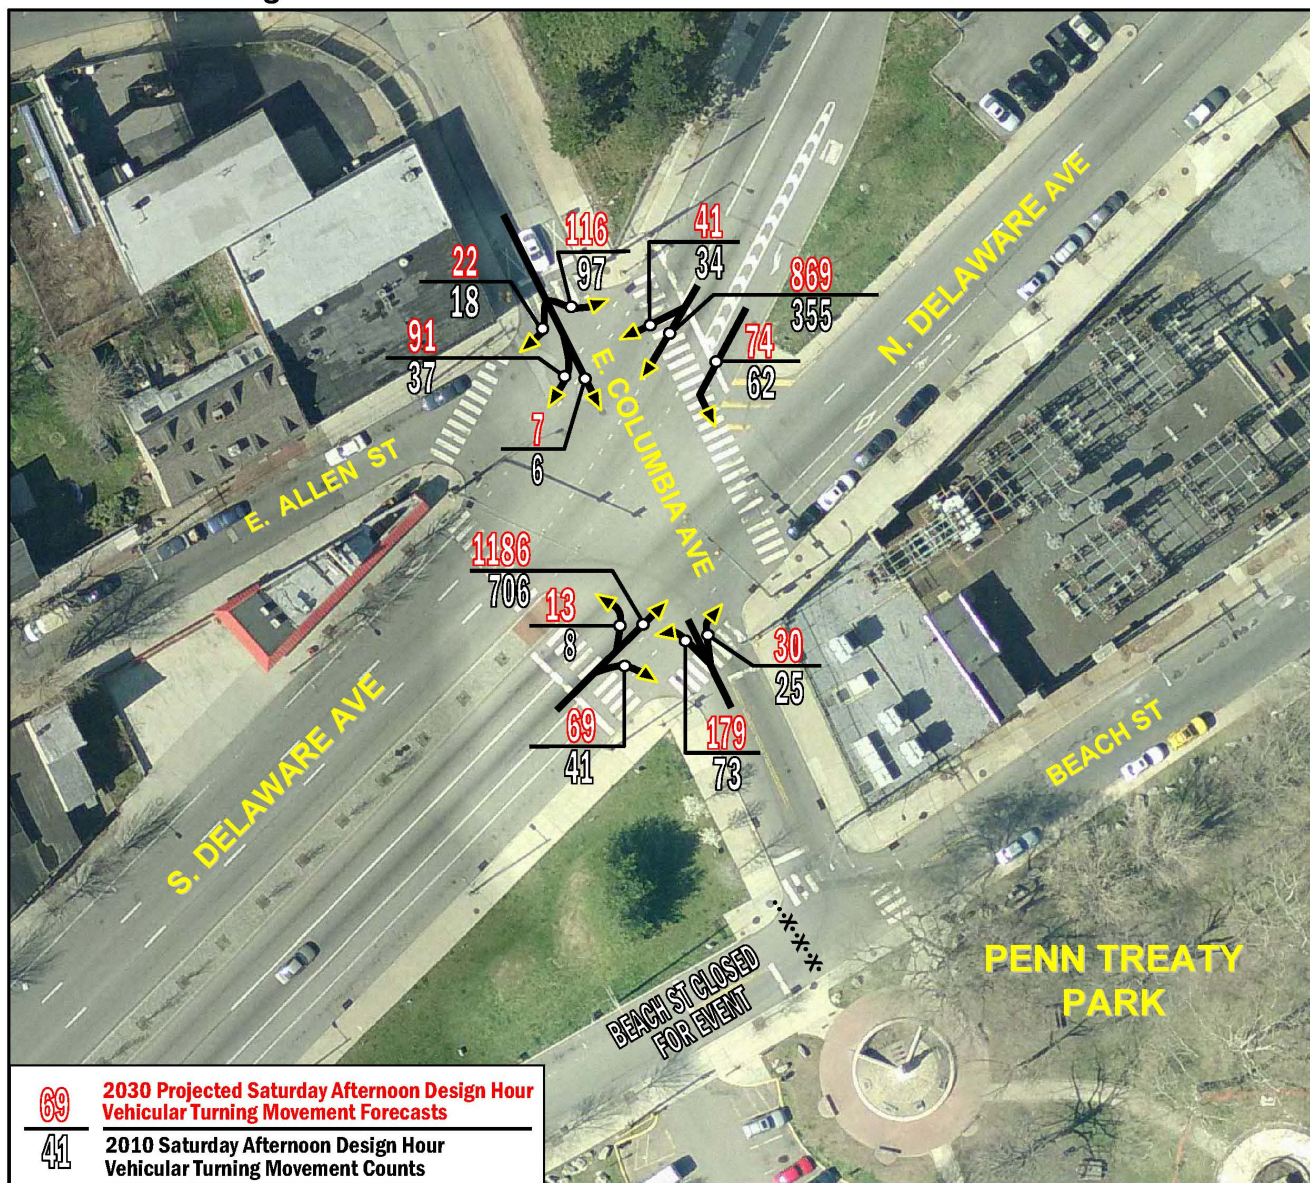 116
97
41
34
22
18
869
355
91
37
74
62
7
6
N. DELAWARE AVE
E. COLUMBIA AVE
E. ALLEN ST
1186
706
13
8
30
25
69
41
179
73
S. DELAWARE AVE
BEACH ST
PENN TREATY
PARK
BEACH ST CLOSED
FOR EVENT
69
2030 Projected Saturday Afternoon Design Hour
Vehicular Turning Movement Forecasts
41
2010 Saturday Afternoon Design Hour
Vehicular Turning Movement Counts